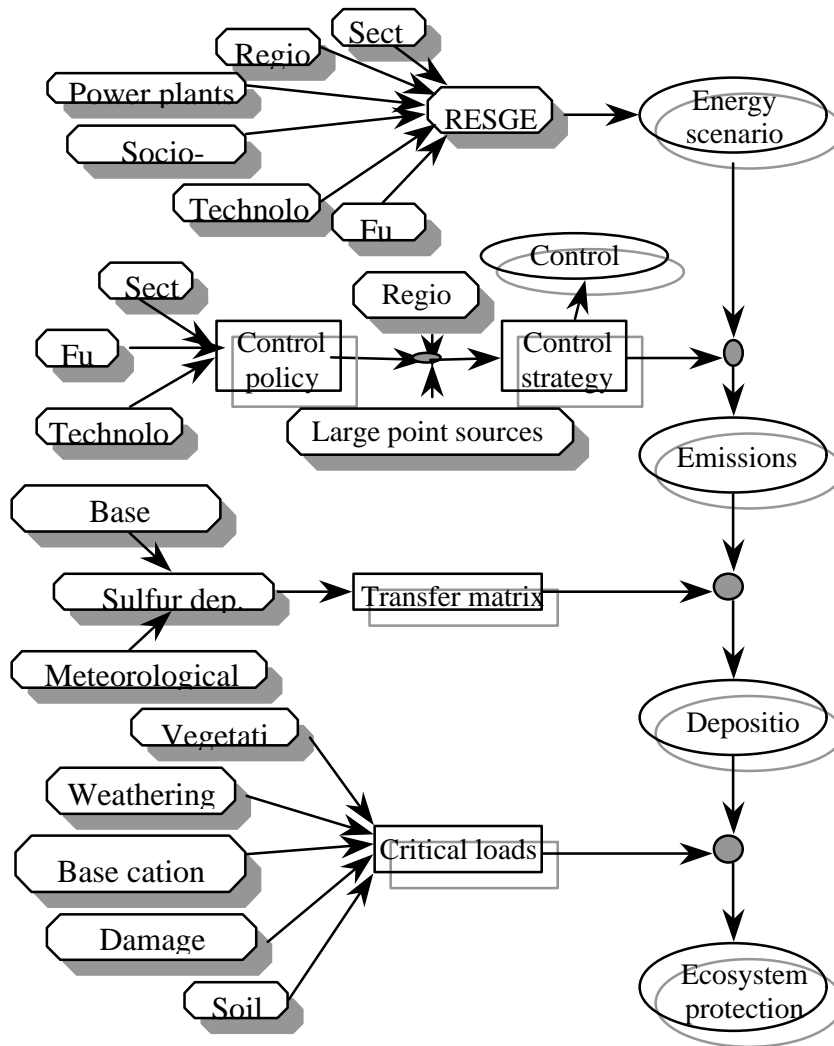 Sect
Regio
Power plants
RESGE
Energy
scenario
Socio-
Technolo
Fu
Control
Sect
Regio
Fu
Control
policy
Control
strategy
Technolo
Large point sources
Emissions
Base
Sulfur dep.
Transfer matrix
Meteorological
Vegetati
Depositio
Weathering
Critical loads
Base cation
Damage
Soil
Ecosystem
protection